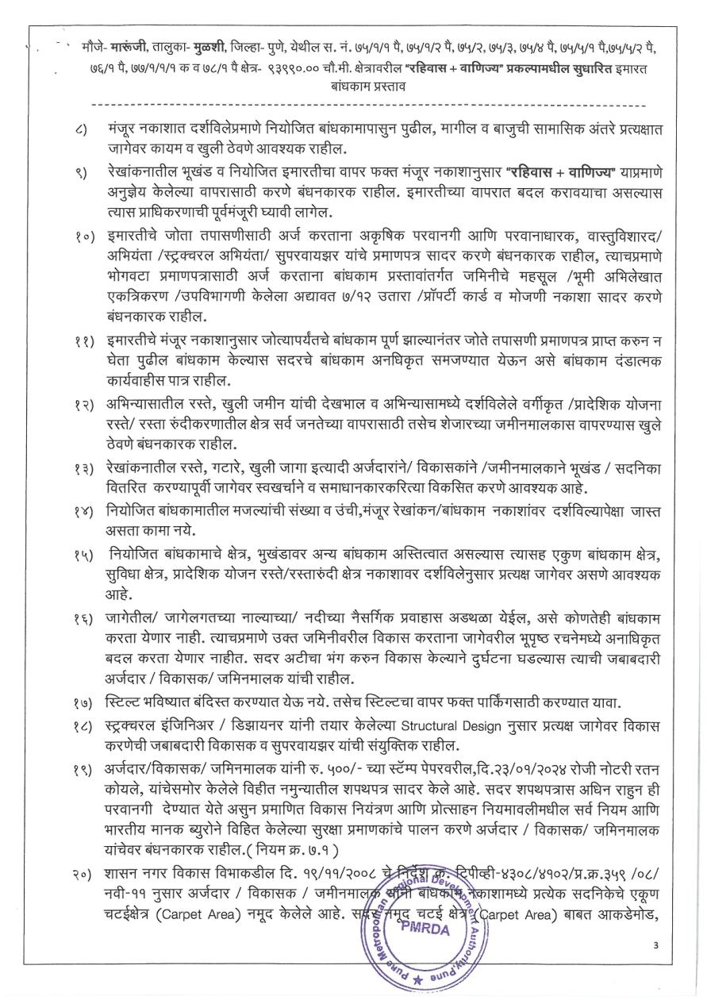 मौजे- मारूंजी, तालुका- मुळशी, जिल्हा- पुणे, येथील स. नं. ७५/१/१ पै, ७५/१/२ पै, ७५/२, ७५/३, ७५/४ पै, ७५/५/१ पै,७५/५/२ पै,
७६/१ पै, ७७/१/१/१ क व ७८/१ पै क्षेत्र- ९३९९०.०० चौ.मी. क्षेत्रावरील "रहिवास + वाणिज्य" प्रकल्पामधील सुधारित इमारत
बांधकाम प्रस्ताव
८) मंजूर नकाशात दर्शविलेप्रमाणे नियोजित बांधकामापासुन पुढील, मागील व बाजुची सामासिक अंतरे प्रत्यक्षात
जागेवर कायम व खुली ठेवणे आवश्यक राहील.
९) रेखांकनातील भूखंड व नियोजित इमारतीचा वापर फक्त मंजूर नकाशानुसार "रहिवास + वाणिज्य" याप्रमाणे
अनुज्ञेय केलेल्या वापरासाठी करणे बंधनकारक राहील. इमारतीच्या वापरात बदल करावयाचा असल्यास
त्यास प्राधिकरणाची पूर्वमंजूरी घ्यावी लागेल.
१०) इमारतीचे जोता तपासणीसाठी अर्ज करताना अकृषिक परवानगी आणि परवानाधारक, वास्तुविशारद/
अभियंता /स्ट्रक्चरल अभियंता/ सुपरवायझर यांचे प्रमाणपत्र सादर करणे बंधनकारक राहील, त्याचप्रमाणे
भोगवटा प्रमाणपत्रासाठी अर्ज करताना बांधकाम प्रस्तावांतर्गत जमिनीचे महसूल /भूमी अभिलेखात
एकत्रिकरण /उपविभागणी केलेला अद्यावत ७/१२ उतारा /प्रॉपर्टी कार्ड व मोजणी नकाशा सादर करणे
बंधनकारक राहील.
११) इमारतीचे मंजूर नकाशानुसार जोत्यापर्यंतचे बांधकाम पूर्ण झाल्यानंतर जोते तपासणी प्रमाणपत्र प्राप्त करुन न
घेता पुढील बांधकाम केल्यास सदरचे बांधकाम अनधिकृत समजण्यात येऊन असे बांधकाम दंडात्मक
कार्यवाहीस पात्र राहील.
१२) अभिन्यासातील रस्ते, खुली जमीन यांची देखभाल व अभिन्यासामध्ये दर्शविलेले वर्गीकृत /प्रादेशिक योजना
रस्ते/ रस्ता रुंदीकरणातील क्षेत्र सर्व जनतेच्या वापरासाठी तसेच शेजारच्या जमीनमालकास वापरण्यास खुले
ठेवणे बंधनकारक राहील.
१३) रेखांकनातील रस्ते, गटारे, खुली जागा इत्यादी अर्जदारांने/ विकासकांने /जमीनमालकाने भूखंड / सदनिका
वितरित करण्यापूर्वी जागेवर स्वखर्चाने व समाधानकारकरित्या विकसित करणे आवश्यक आहे.
१४) नियोजित बांधकामातील मजल्यांची संख्या व उंची,मंजूर रेखांकन/बांधकाम नकाशांवर दर्शविल्यापेक्षा जास्त
असता कामा नये.
१५) नियोजित बांधकामाचे क्षेत्र, भुखंडावर अन्य बांधकाम अस्तित्वात असल्यास त्यासह एकुण बांधकाम क्षेत्र,
सुविधा क्षेत्र, प्रादेशिक योजन रस्ते/रस्तारुंदी क्षेत्र नकाशावर दर्शविलेनुसार प्रत्यक्ष जागेवर असणे आवश्यक
आहे.
१६) जागेतील/ जागेलगतच्या नाल्याच्या/ नदीच्या नैसर्गिक प्रवाहास अडथळा येईल, असे कोणतेही बांधकाम
करता येणार नाही. त्याचप्रमाणे उक्त जमिनीवरील विकास करताना जागेवरील भूपृष्ठ रचनेमध्ये अनाधिकृत
बदल करता येणार नाहीत. सदर अटीचा भंग करुन विकास केल्याने दुर्घटना घडल्यास त्याची जबाबदारी
अर्जदार / विकासक/ जमिनमालक यांची राहील.
१७) स्टिल्ट भविष्यात बंदिस्त करण्यात येऊ नये. तसेच स्टिल्टचा वापर फक्त पार्किंगसाठी करण्यात यावा.
१८) स्ट्रक्चरल इंजिनिअर / डिझायनर यांनी तयार केलेल्या Structural Design नुसार प्रत्यक्ष जागेवर विकास
करणेची जबाबदारी विकासक व सुपरवायझर यांची संयुक्तिक राहील.
१९) अर्जदार/विकासक/ जमिनमालक यांनी रु. ५००/- च्या स्टॅम्प पेपरवरील,दि.२३/०१/२०२४ रोजी नोटरी रतन
कोयले, यांचेसमोर केलेले विहीत नमुन्यातील शपथपत्र सादर केले आहे. सदर शपथपत्रास अधिन राहुन ही
परवानगी देण्यात येते असुन प्रमाणित विकास नियंत्रण आणि प्रोत्साहन नियमावलीमधील सर्व नियम आणि
भारतीय मानक ब्युरोने विहित केलेल्या सुरक्षा प्रमाणकांचे पालन करणे अर्जदार / विकासक/ जमिनमालक
यांचेवर बंधनकारक राहील.( नियम क्र. ७.१ )
२०) शासन नगर विकास विभाकडील दि. १९/११/२००८ चे निर्देश क्र. टिपीव्ही-४३०८/४१०२/प्र.क्र.३५९ /०८/
नवी-११ नुसार अर्जदार / विकासक / जमीनमालक यांनी बांधकाम नकाशामध्ये प्रत्येक सदनिकेचे एकूण
चटईक्षेत्र (Carpet Area) नमूद केलेले आहे. सदर नमूद चटई क्षेत्र (Carpet Area) बाबत आकडेमोड,
Pune Metropolitan Regional Development Authority,Pune
PMRDA
3